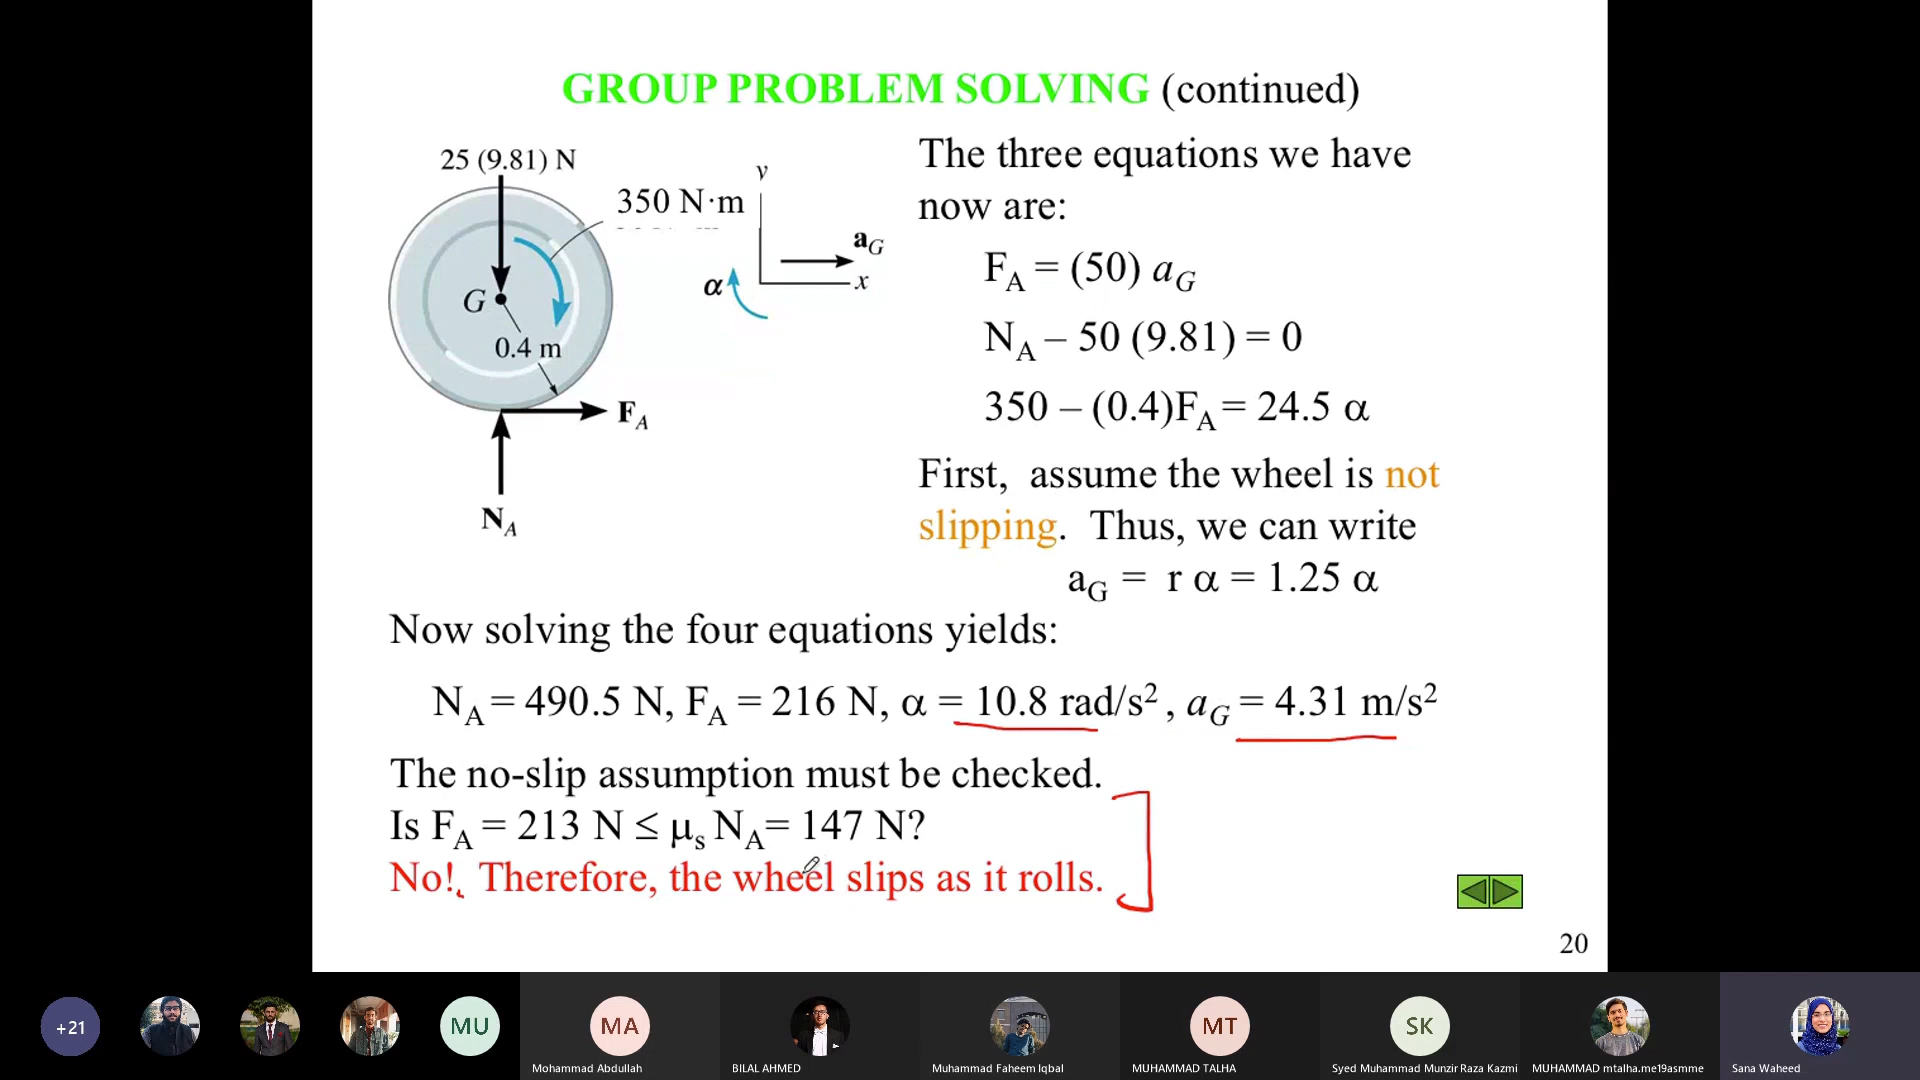 GROUP PROBLEM SOLVING (continued)
25 (9.81) N
350 N·m
y
a_G
x
α
G
0.4 m
F_A
N_A
The three equations we have
now are:
F_A = (50) a_G
N_A – 50 (9.81) = 0
350 – (0.4)F_A = 24.5 α
First, assume the wheel is not
slipping. Thus, we can write
a_G = r α = 1.25 α
Now solving the four equations yields:
N_A = 490.5 N, F_A = 216 N, α = 10.8 rad/s², a_G = 4.31 m/s²
The no-slip assumption must be checked.
Is F_A = 213 N ≤ μ_s N_A= 147 N?
No!. Therefore, the wheel slips as it rolls.
20
+21
MU
MA
MT
SK
Mohammad Abdullah
BILAL AHMED
Muhammad Faheem Iqbal
MUHAMMAD TALHA
Syed Muhammad Munzir Raza Kazmi
MUHAMMAD mtalha.me19asmme
Sana Waheed